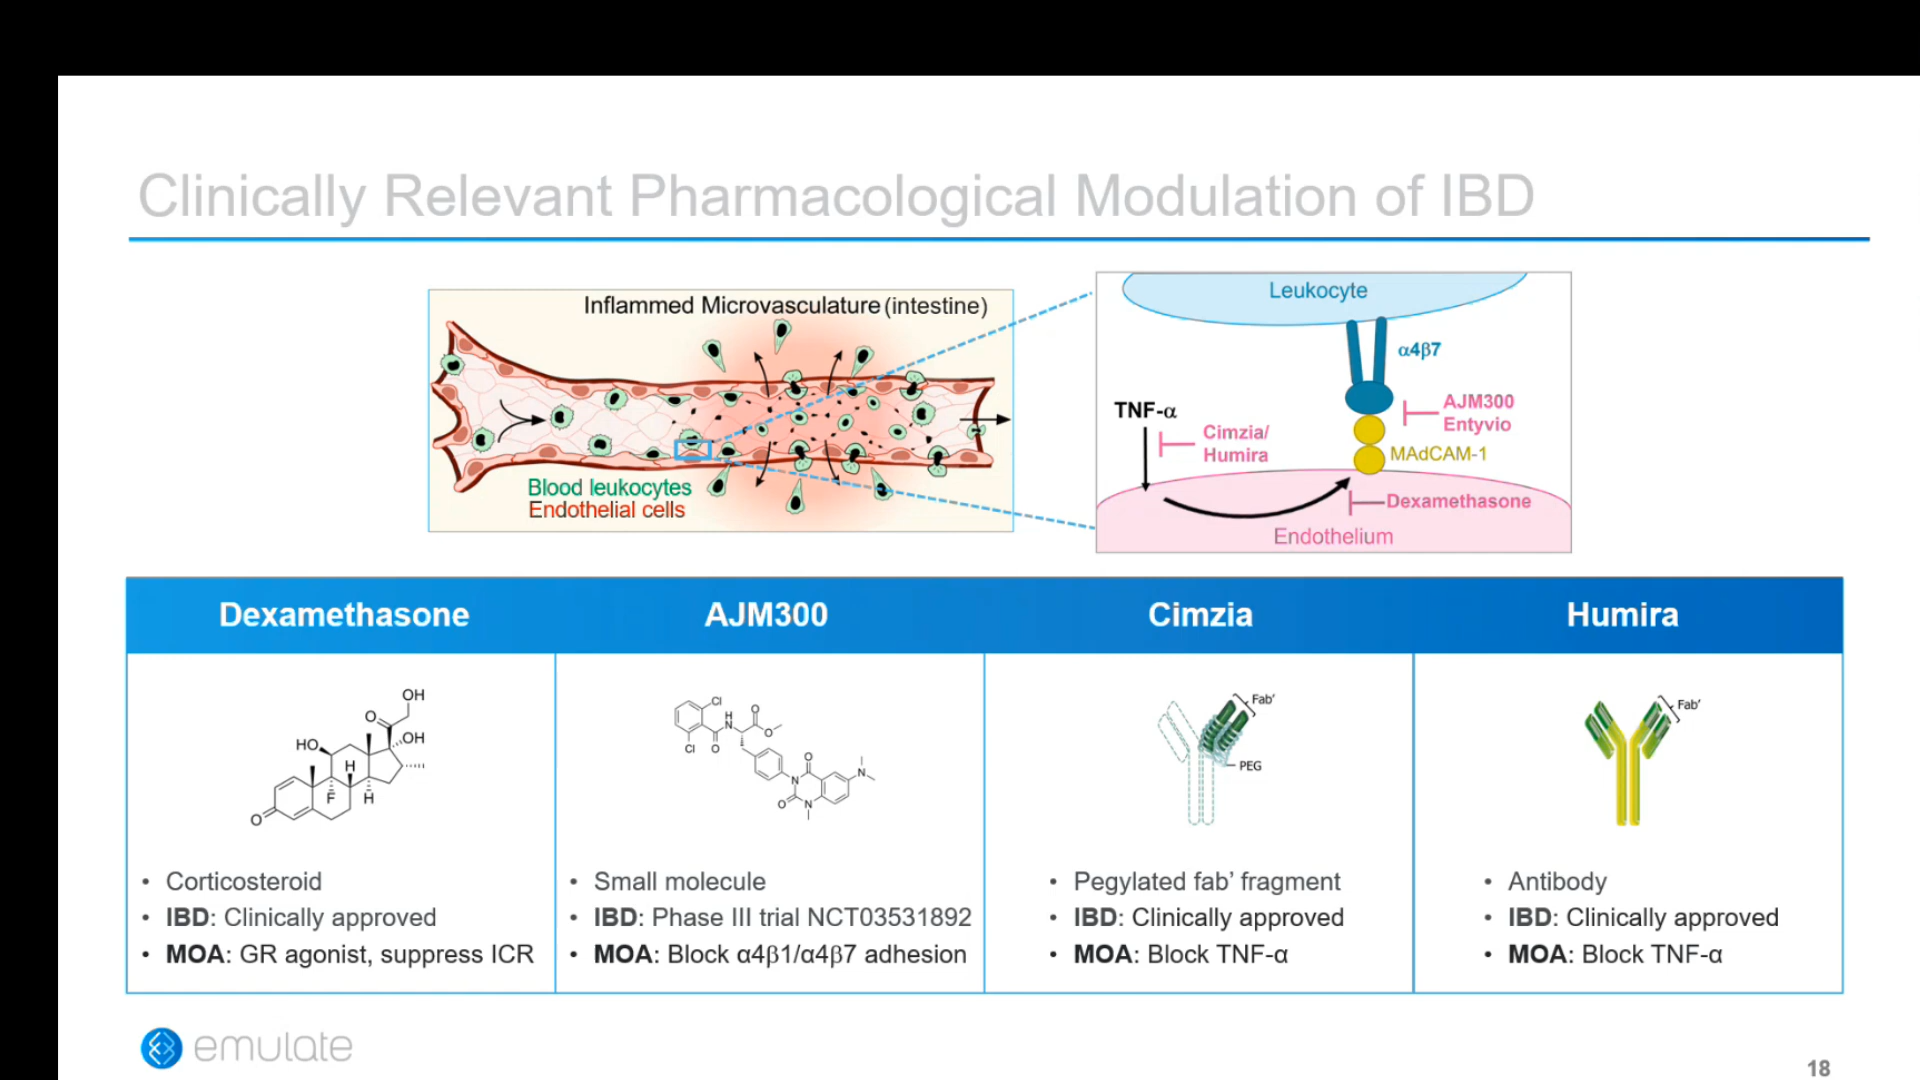 Clinically Relevant Pharmacological Modulation of IBD
Inflammed Microvasculature (intestine)
Blood leukocytes
Endothelial cells
Leukocyte
α4β7
TNF-α
AJM300
Entyvio
Cimzia/
Humira
MAdCAM-1
Dexamethasone
Endothelium
Dexamethasone
OH
O
HO
OH
H
F
H
O
• Corticosteroid
• IBD: Clinically approved
• MOA: GR agonist, suppress ICR
AJM300
Cl
O
H
N
O
Cl
O
O
N
N
O
N
• Small molecule
• IBD: Phase III trial NCT03531892
• MOA: Block α4β1/α4β7 adhesion
Cimzia
Fab'
PEG
• Pegylated fab’ fragment
• IBD: Clinically approved
• MOA: Block TNF-α
Humira
Fab'
• Antibody
• IBD: Clinically approved
• MOA: Block TNF-α
emulate
18